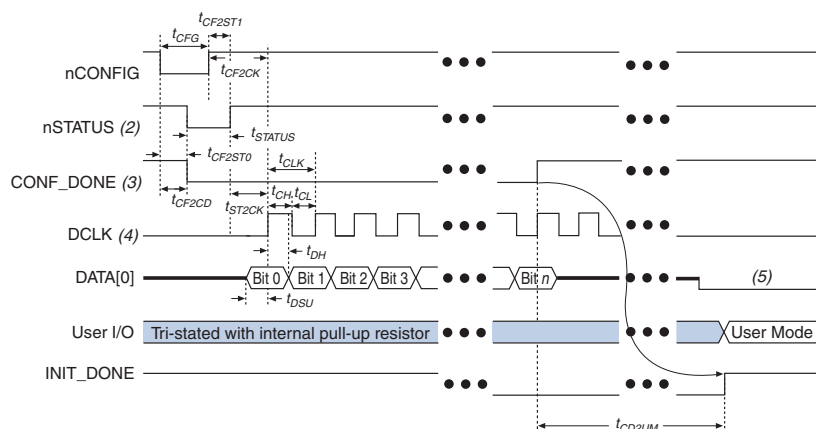 tCF2ST1
tCFG
nCONFIG
tCF2CK
nSTATUS (2)
tSTATUS
tCF2ST0
tCLK
CONF_DONE (3)
tCF2CD
tST2CK
tCH
tCL
DCLK (4)
tDH
DATA[0]
Bit 0
Bit 1
Bit 2
Bit 3
Bit n
(5)
tDSU
User I/O
Tri-stated with internal pull-up resistor
User Mode
INIT_DONE
tCD2UM